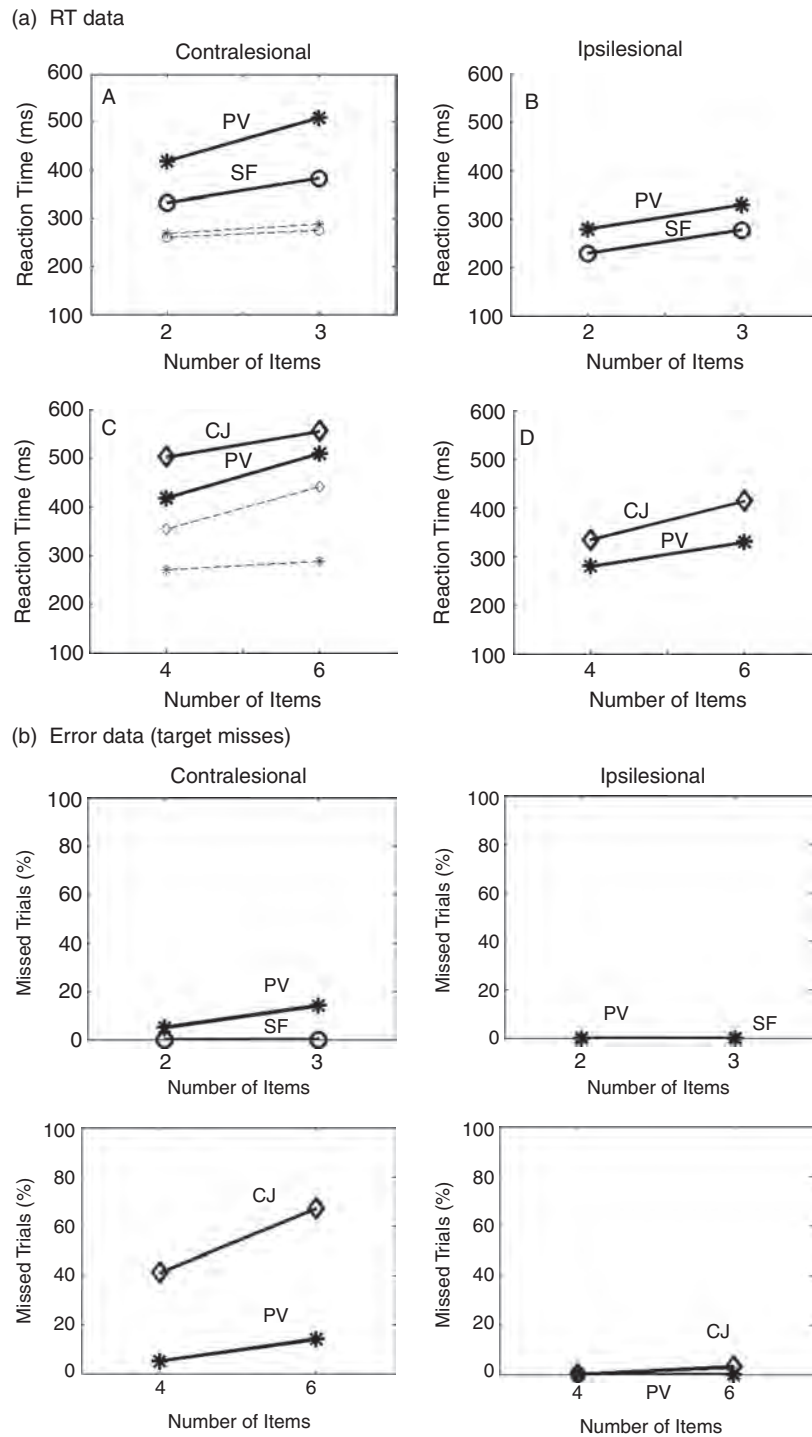 (a) RT data
Contralesional
Ipsilesional
600
500
400
300
200
100
Reaction Time (ms)
A
PV
SF
2
3
Number of Items
600
500
400
300
200
100
Reaction Time (ms)
B
PV
SF
2
3
Number of Items
600
500
400
300
200
100
Reaction Time (ms)
C
CJ
PV
4
6
Number of Items
600
500
400
300
200
100
Reaction Time (ms)
D
CJ
PV
4
6
Number of Items
(b) Error data (target misses)
Contralesional
Ipsilesional
100
80
60
40
20
0
Missed Trials (%)
PV
SF
2
3
Number of Items
100
80
60
40
20
0
Missed Trials (%)
PV
SF
2
3
Number of Items
100
80
60
40
20
0
Missed Trials (%)
CJ
PV
4
6
Number of Items
100
80
60
40
20
0
Missed Trials (%)
CJ
4
PV
6
Number of Items